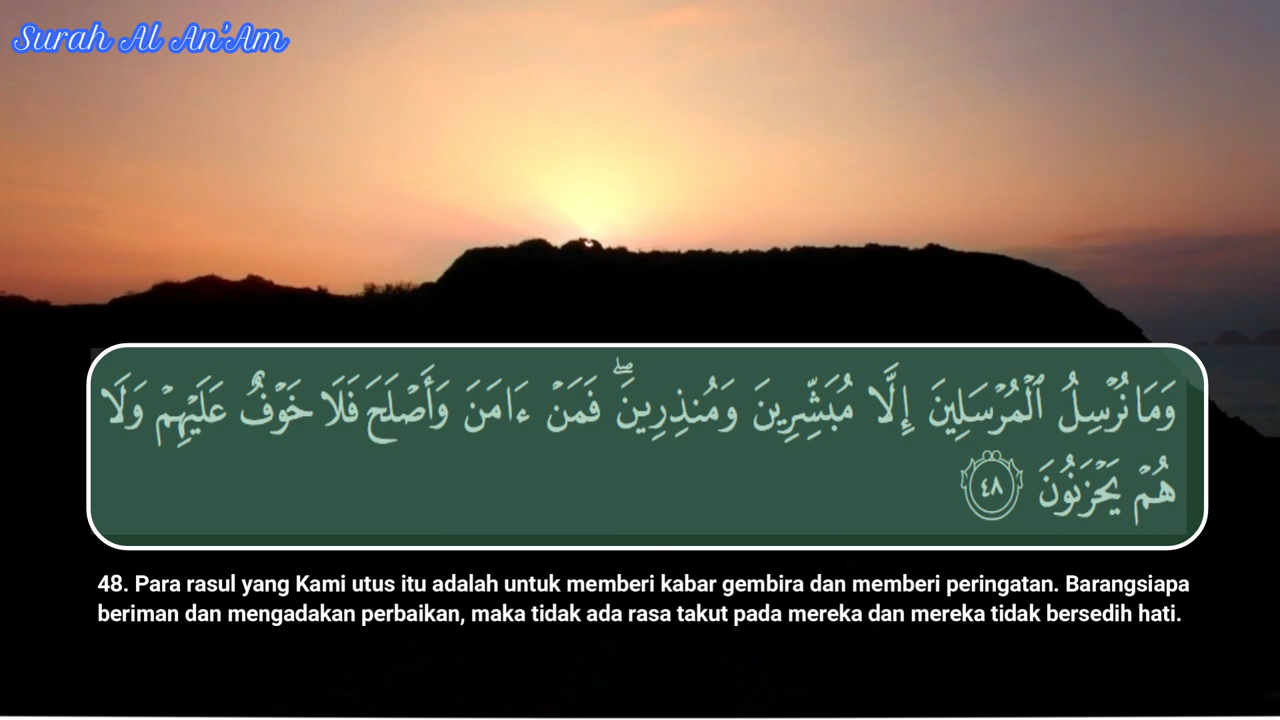 Surah Al An'Am
وَمَا نُرْسِلُ ٱلْمُرْسَلِينَ إِلَّا مُبَشِّرِينَ وَمُنذِرِينَ ۖ فَمَنْ ءَامَنَ وَأَصْلَحَ فَلَا خَوْفٌ عَلَيْهِمْ وَلَا
هُمْ يَحْزَنُونَ ٤٨
48. Para rasul yang Kami utus itu adalah untuk memberi kabar gembira dan memberi peringatan. Barangsiapa
beriman dan mengadakan perbaikan, maka tidak ada rasa takut pada mereka dan mereka tidak bersedih hati.